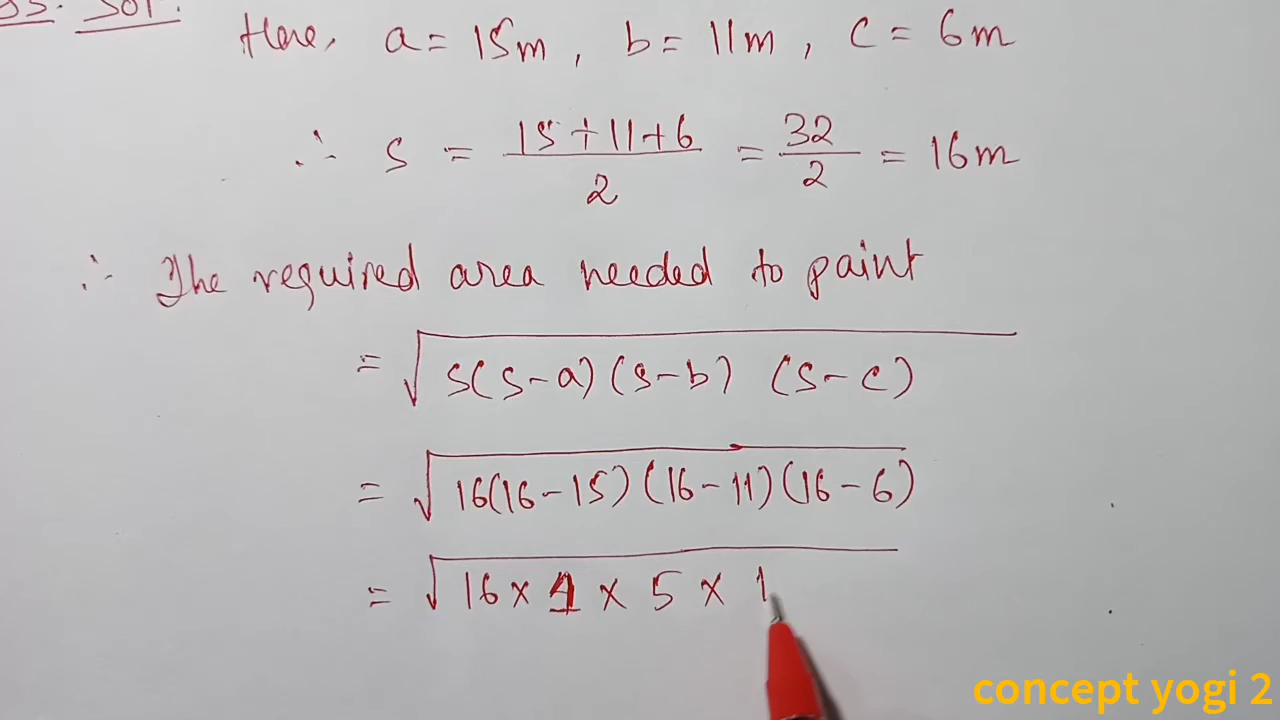 Sol.
Here, a = 15m, b = 11m, c = 6m
∴ s = (15+11+6)/2 = 32/2 = 16m
∴ The required area needed to paint
= √s(s-a)(s-b) (s-c)
= √16(16-15)(16-11)(16-6)
= √16 × 1 × 5 × 1
concept yogi 2